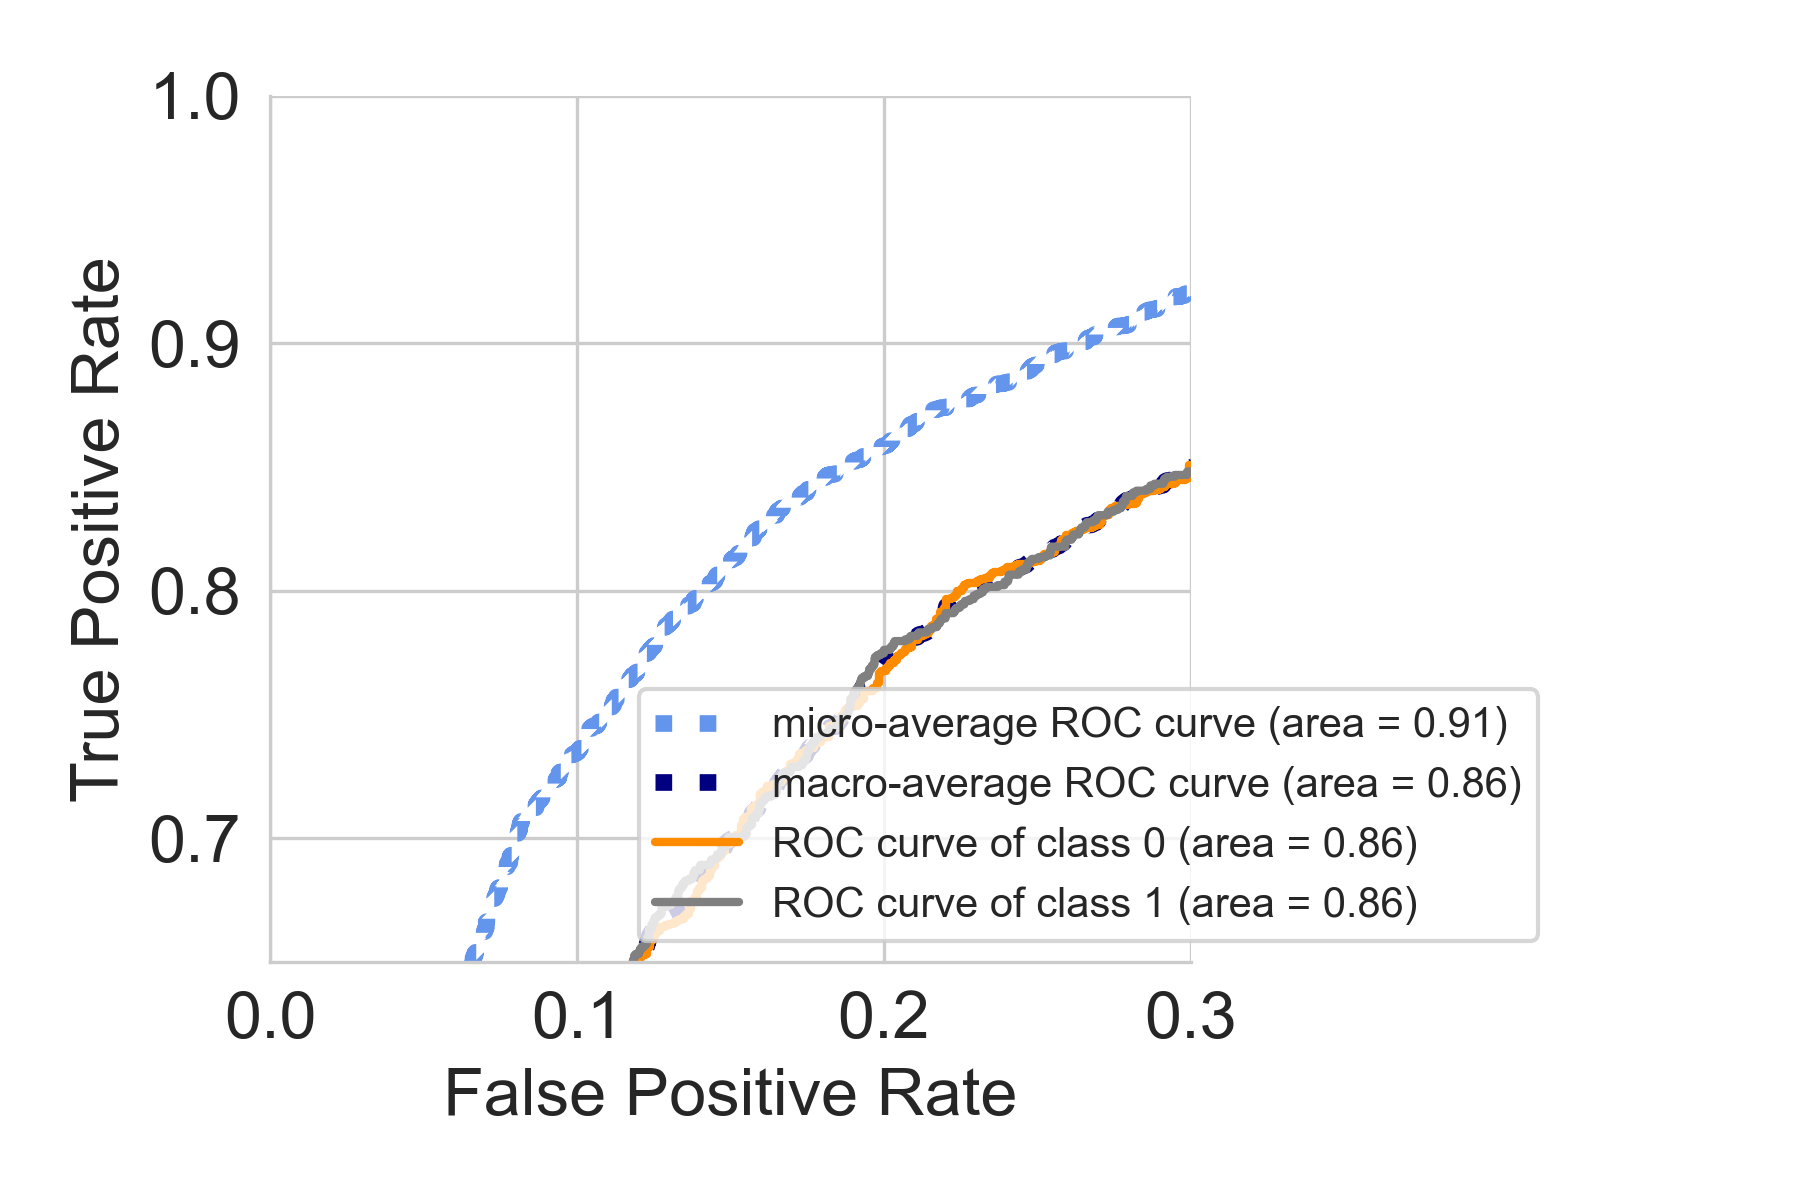 1.0
0.9
0.8
0.7
True Positive Rate
micro-average ROC curve (area = 0.91)
macro-average ROC curve (area = 0.86)
ROC curve of class 0 (area = 0.86)
ROC curve of class 1 (area = 0.86)
0.0 0.1 0.2 0.3
False Positive Rate